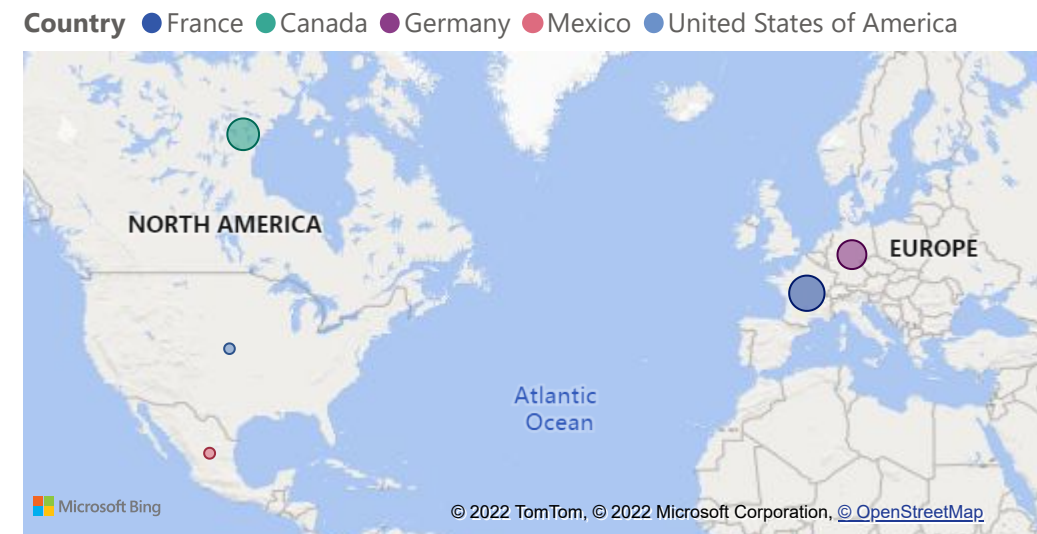 Country France Canada Germany Mexico United States of America
NORTH AMERICA
EUROPE
Atlantic
Ocean
Microsoft Bing
© 2022 TomTom, © 2022 Microsoft Corporation, © OpenStreetMap